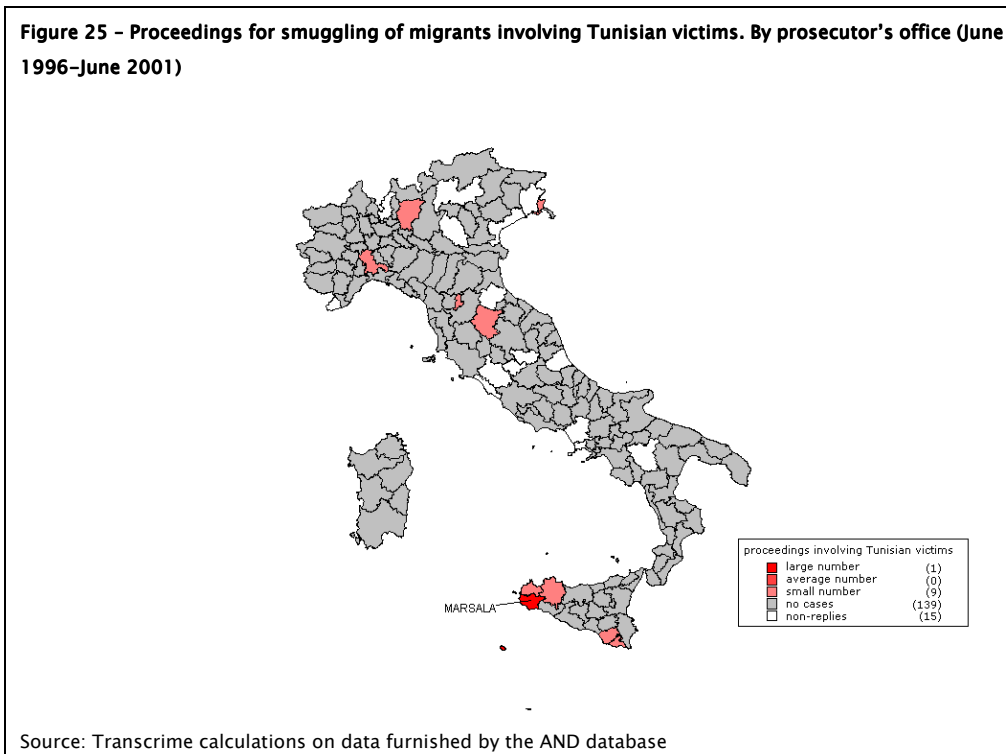 Figure 25 – Proceedings for smuggling of migrants involving Tunisian victims. By prosecutor's office (June
1996–June 2001)
MARSALA
proceedings involving Tunisian victims
large number (1)
average number (0)
small number (9)
no cases (139)
non-replies (15)
Source: Transcrime calculations on data furnished by the AND database